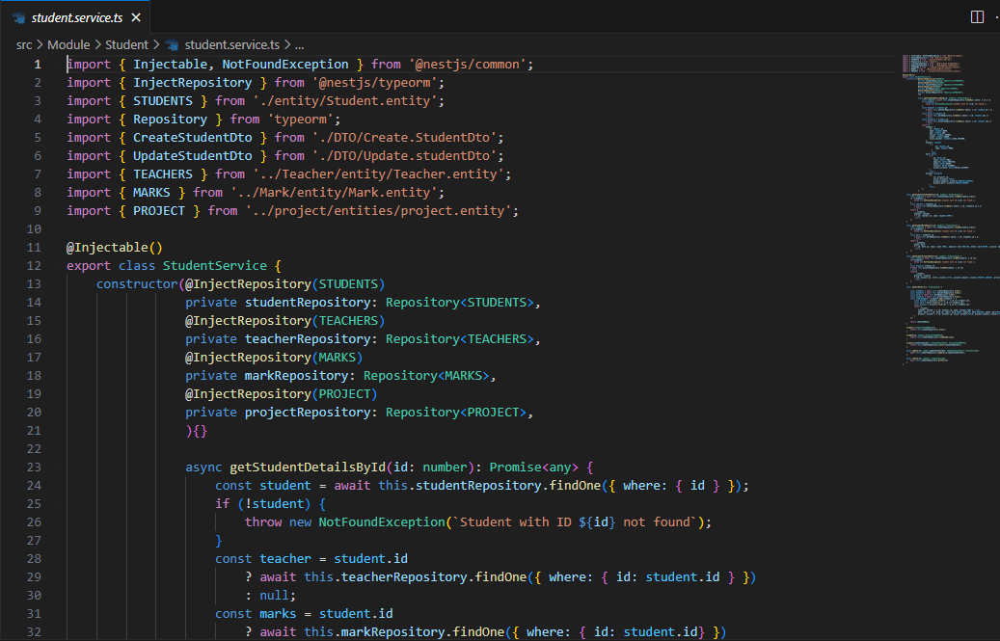 student.service.ts ×
src > Module > Student > student.service.ts > ...
1 import { Injectable, NotFoundException } from '@nestjs/common';
2 import { InjectRepository } from '@nestjs/typeorm';
3 import { STUDENTS } from './entity/Student.entity';
4 import { Repository } from 'typeorm';
5 import { CreateStudentDto } from './DTO/Create.StudentDto';
6 import { UpdateStudentDto } from './DTO/Update.studentDto';
7 import { TEACHERS } from '../Teacher/entity/Teacher.entity';
8 import { MARKS } from '../Mark/entity/Mark.entity';
9 import { PROJECT } from '../project/entities/project.entity';
10
11 @Injectable()
12 export class StudentService {
13     constructor(@InjectRepository(STUDENTS)
14                 private studentRepository: Repository<STUDENTS>,
15                 @InjectRepository(TEACHERS)
16                 private teacherRepository: Repository<TEACHERS>,
17                 @InjectRepository(MARKS)
18                 private markRepository: Repository<MARKS>,
19                 @InjectRepository(PROJECT)
20                 private projectRepository: Repository<PROJECT>,
21                 ){}
22
23                 async getStudentDetailsById(id: number): Promise<any> {
24                     const student = await this.studentRepository.findOne({ where: { id } });
25                     if (!student) {
26                         throw new NotFoundException(`Student with ID ${id} not found`);
27                     }
28                     const teacher = student.id
29                         ? await this.teacherRepository.findOne({ where: { id: student.id } })
30                         : null;
31                     const marks = student.id
32                         ? await this.markRepository.findOne({ where: { id: student.id} })